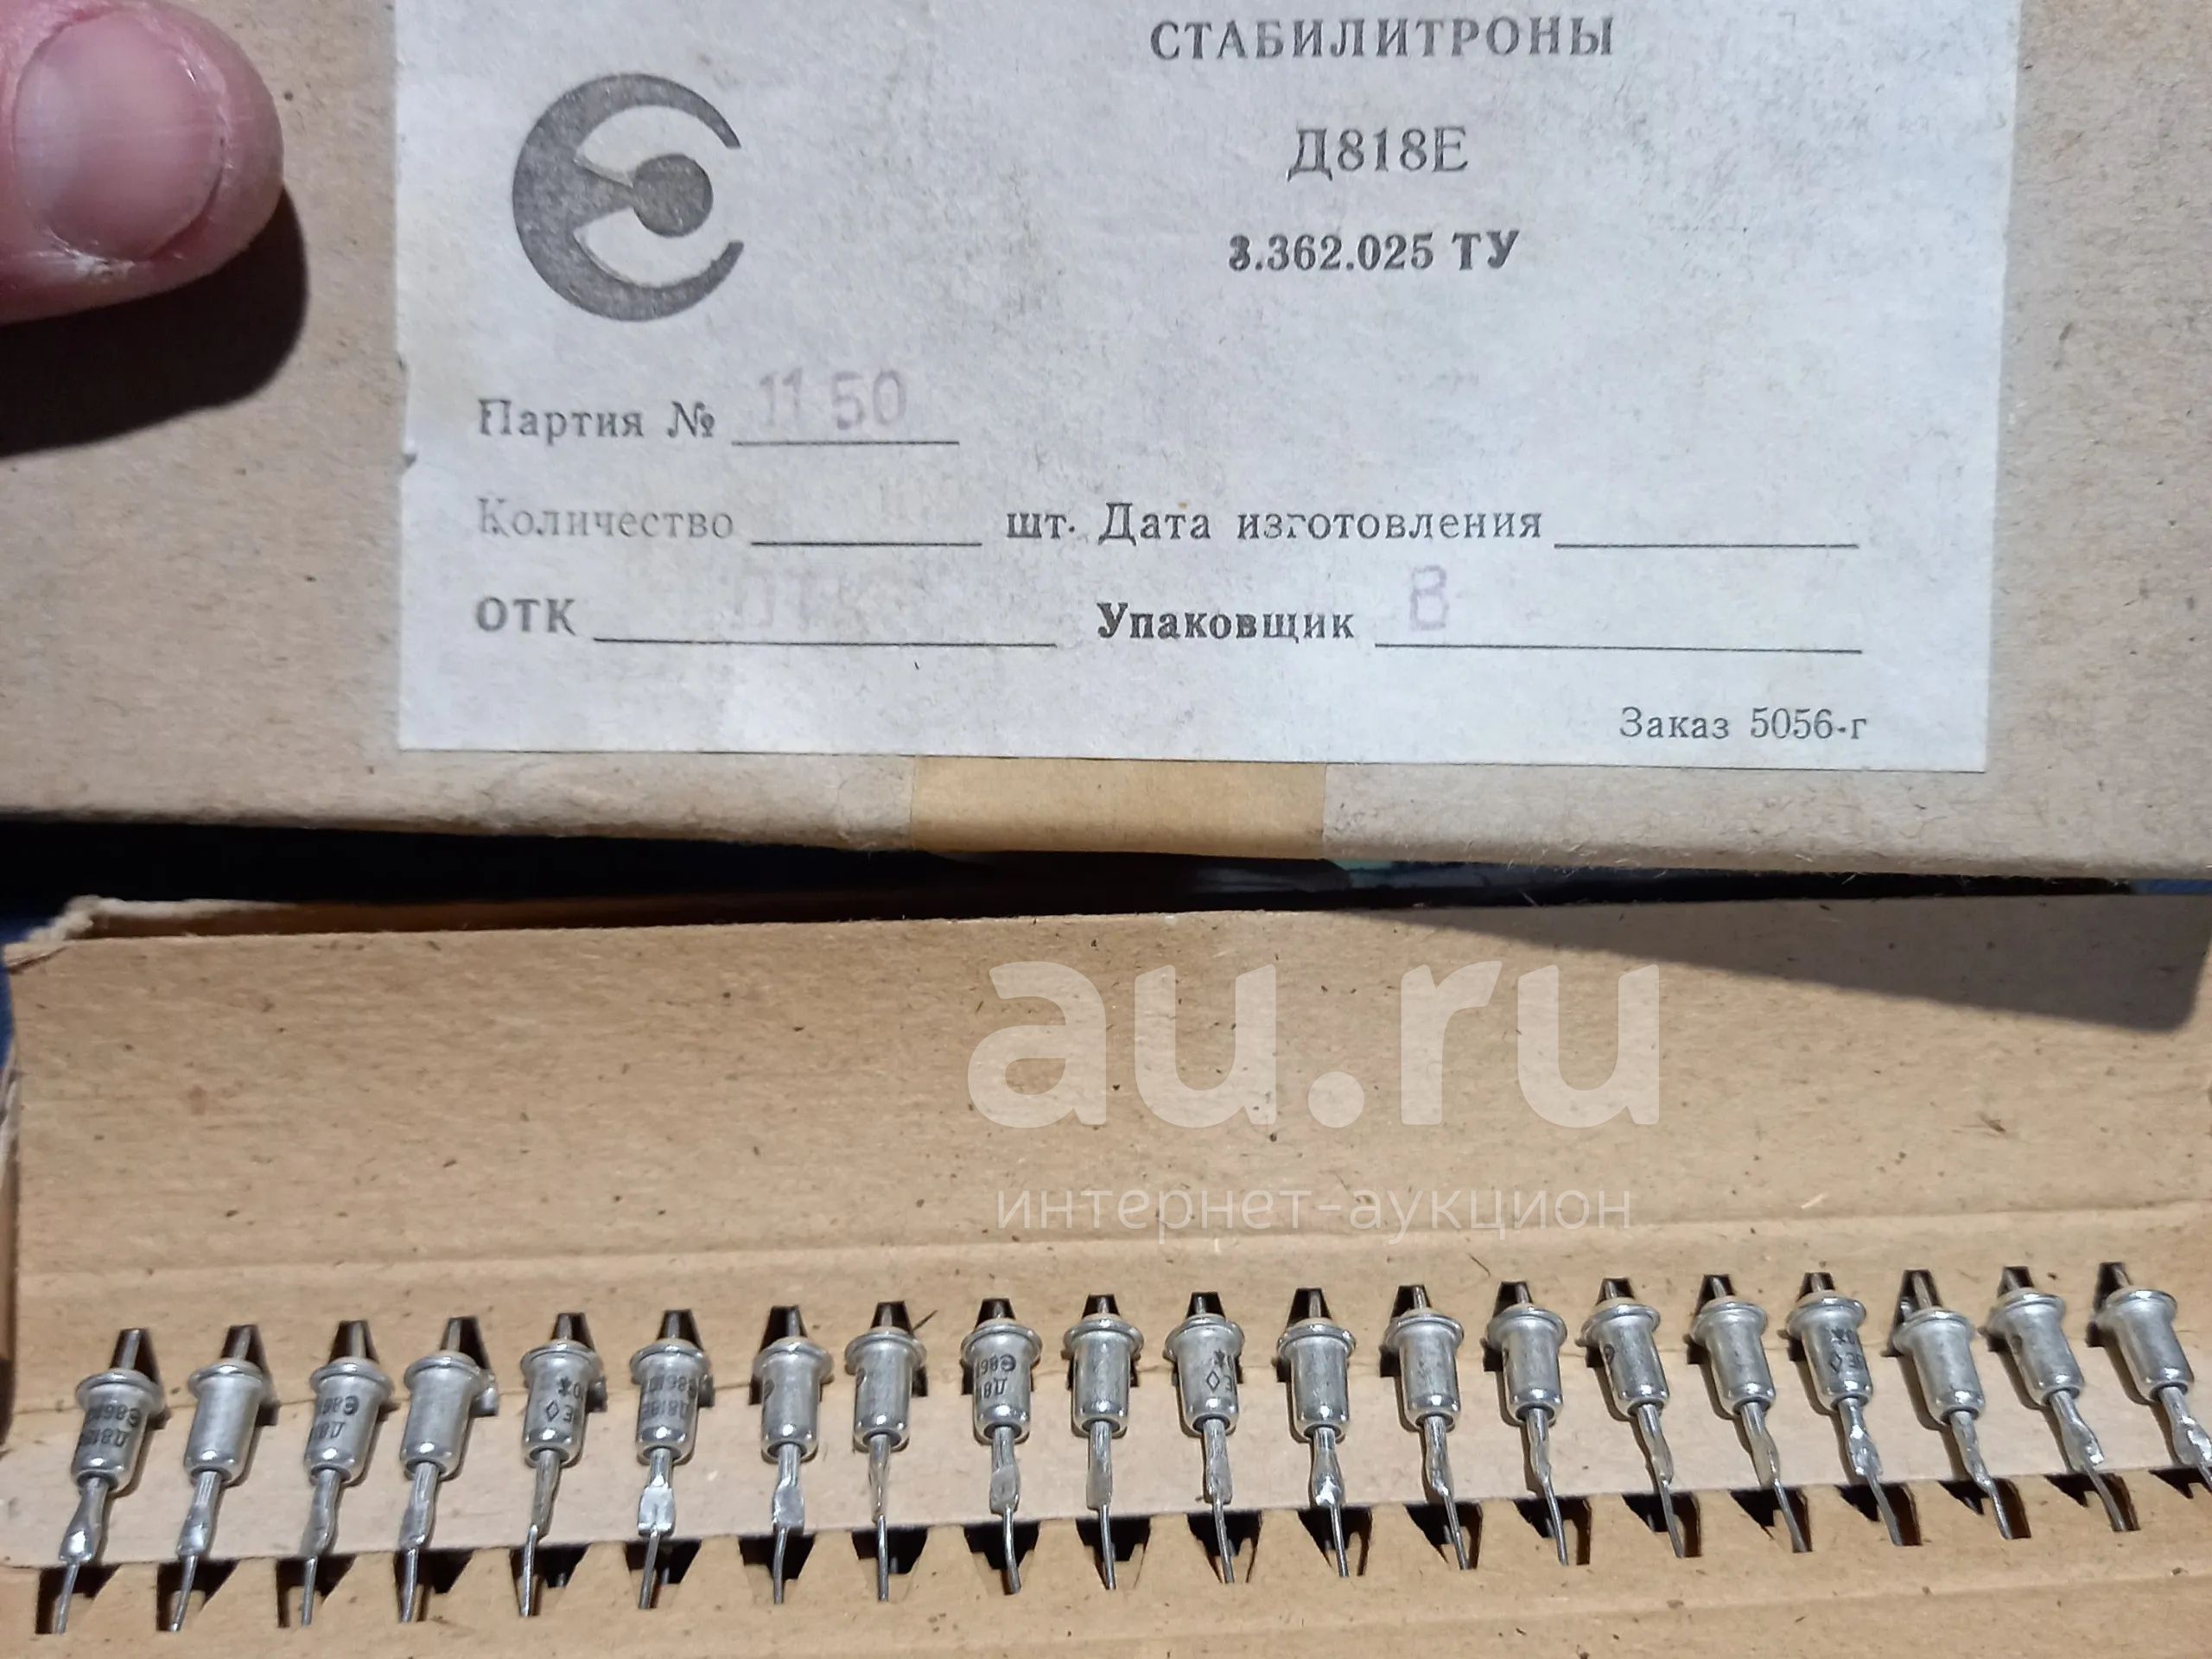 СТАБИЛИТРОНЫ
Д818Е
3.362.025 ТУ
Партия № 1150
Количество шт. Дата изготовления
ОТК Упаковщик 8
Заказ 5056-г
au.ru
интернет-аукцион